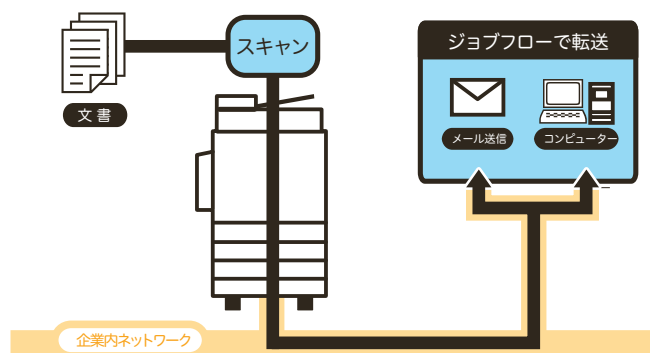 スキャン
ジョブフローで転送
文書
メール送信
コンピューター
企業内ネットワーク